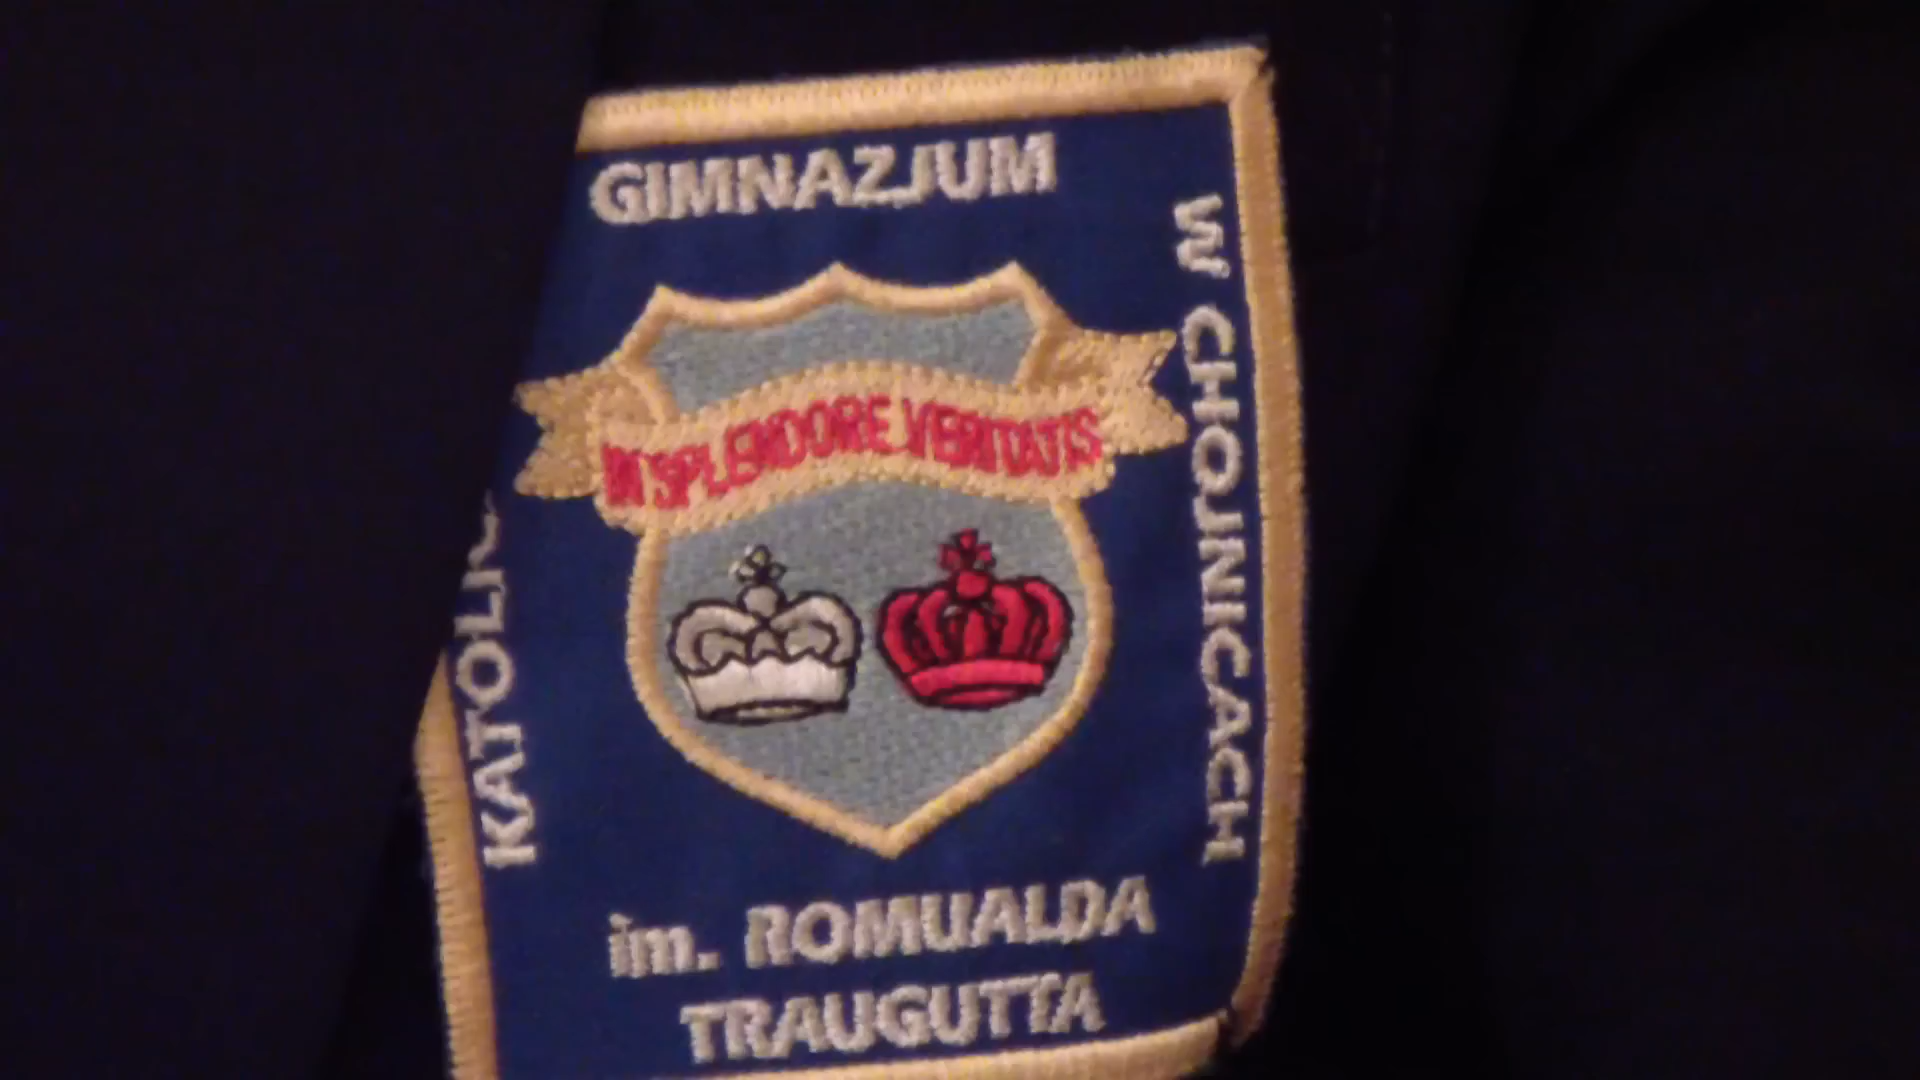 GIMNAZJUM
W CHOJNICACH
IN SPLENDORE VERITATIS
im. ROMUALDA
TRAUGUTTA